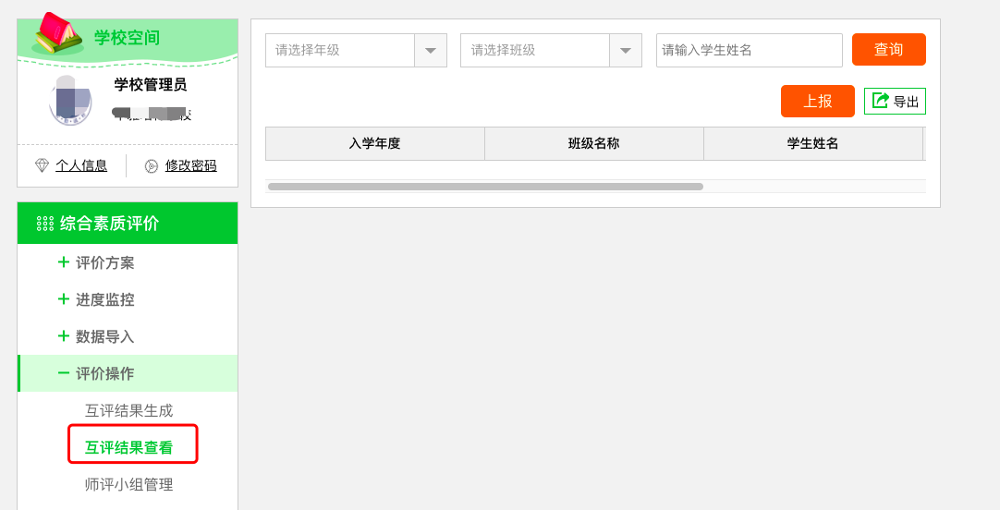 学校空间
学校管理员
个人信息
修改密码
综合素质评价
评价方案
进度监控
数据导入
评价操作
互评结果生成
互评结果查看
师评小组管理
请选择年级
请选择班级
请输入学生姓名
查询
上报
导出
入学年度
班级名称
学生姓名